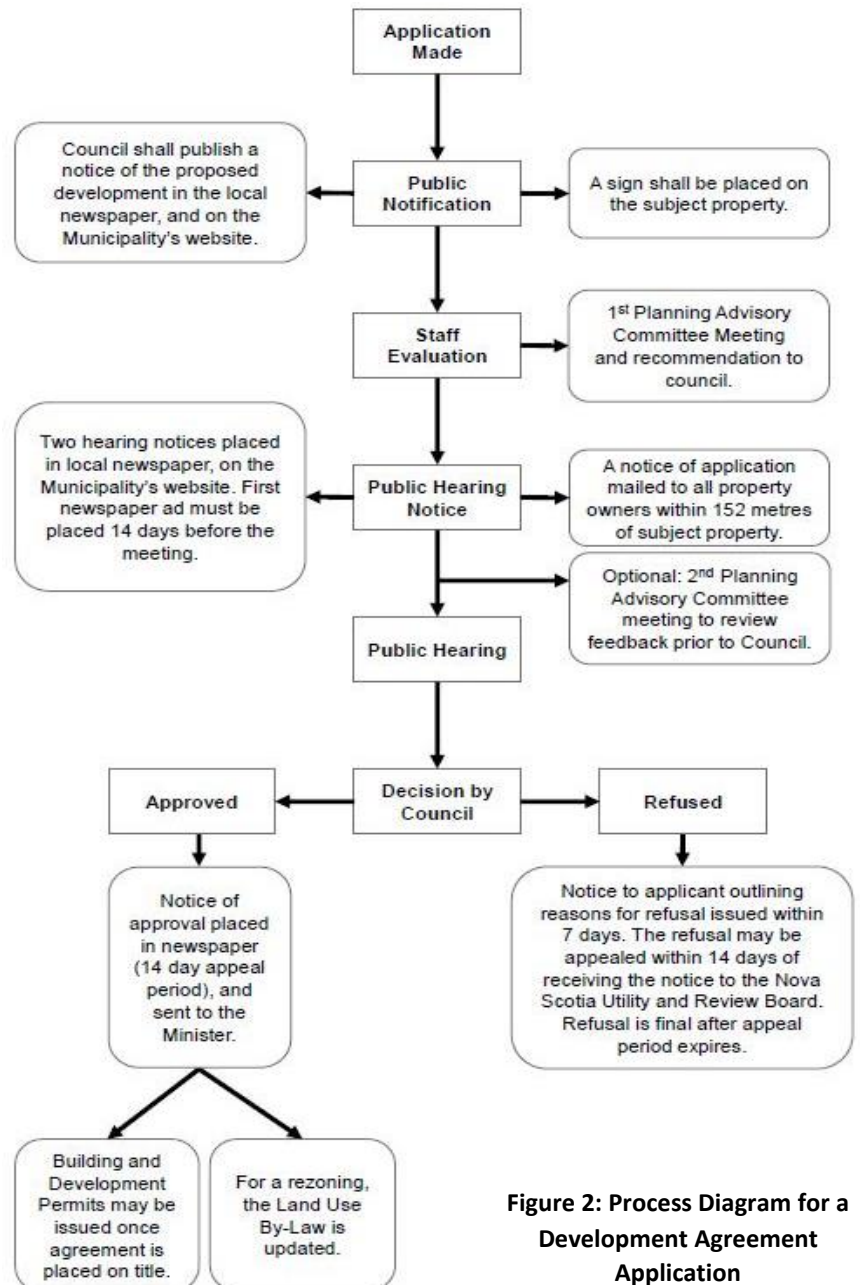 Application
Made
Council shall publish a
notice of the proposed
development in the local
newspaper, and on the
Municipality's website.
Public
Notification
A sign shall be placed on
the subject property.
Staff
Evaluation
1st Planning Advisory
Committee Meeting
and recommendation to
council.
Two hearing notices placed
in local newspaper, on the
Municipality's website. First
newspaper ad must be
placed 14 days before the
meeting.
Public Hearing
Notice
A notice of application
mailed to all property
owners within 152 metres
of subject property.
Optional: 2nd Planning
Advisory Committee
meeting to review
feedback prior to Council.
Public Hearing
Approved
Decision by
Council
Refused
Notice of
approval placed
in newspaper
(14 day appeal
period), and
sent to the
Minister.
Notice to applicant outlining
reasons for refusal issued within
7 days. The refusal may be
appealed within 14 days of
receiving the notice to the Nova
Scotia Utility and Review Board.
Refusal is final after appeal
period expires.
Building and
Development
Permits may be
issued once
agreement is
placed on title.
For a rezoning,
the Land Use
By-Law is
updated.
Figure 2: Process Diagram for a
Development Agreement
Application